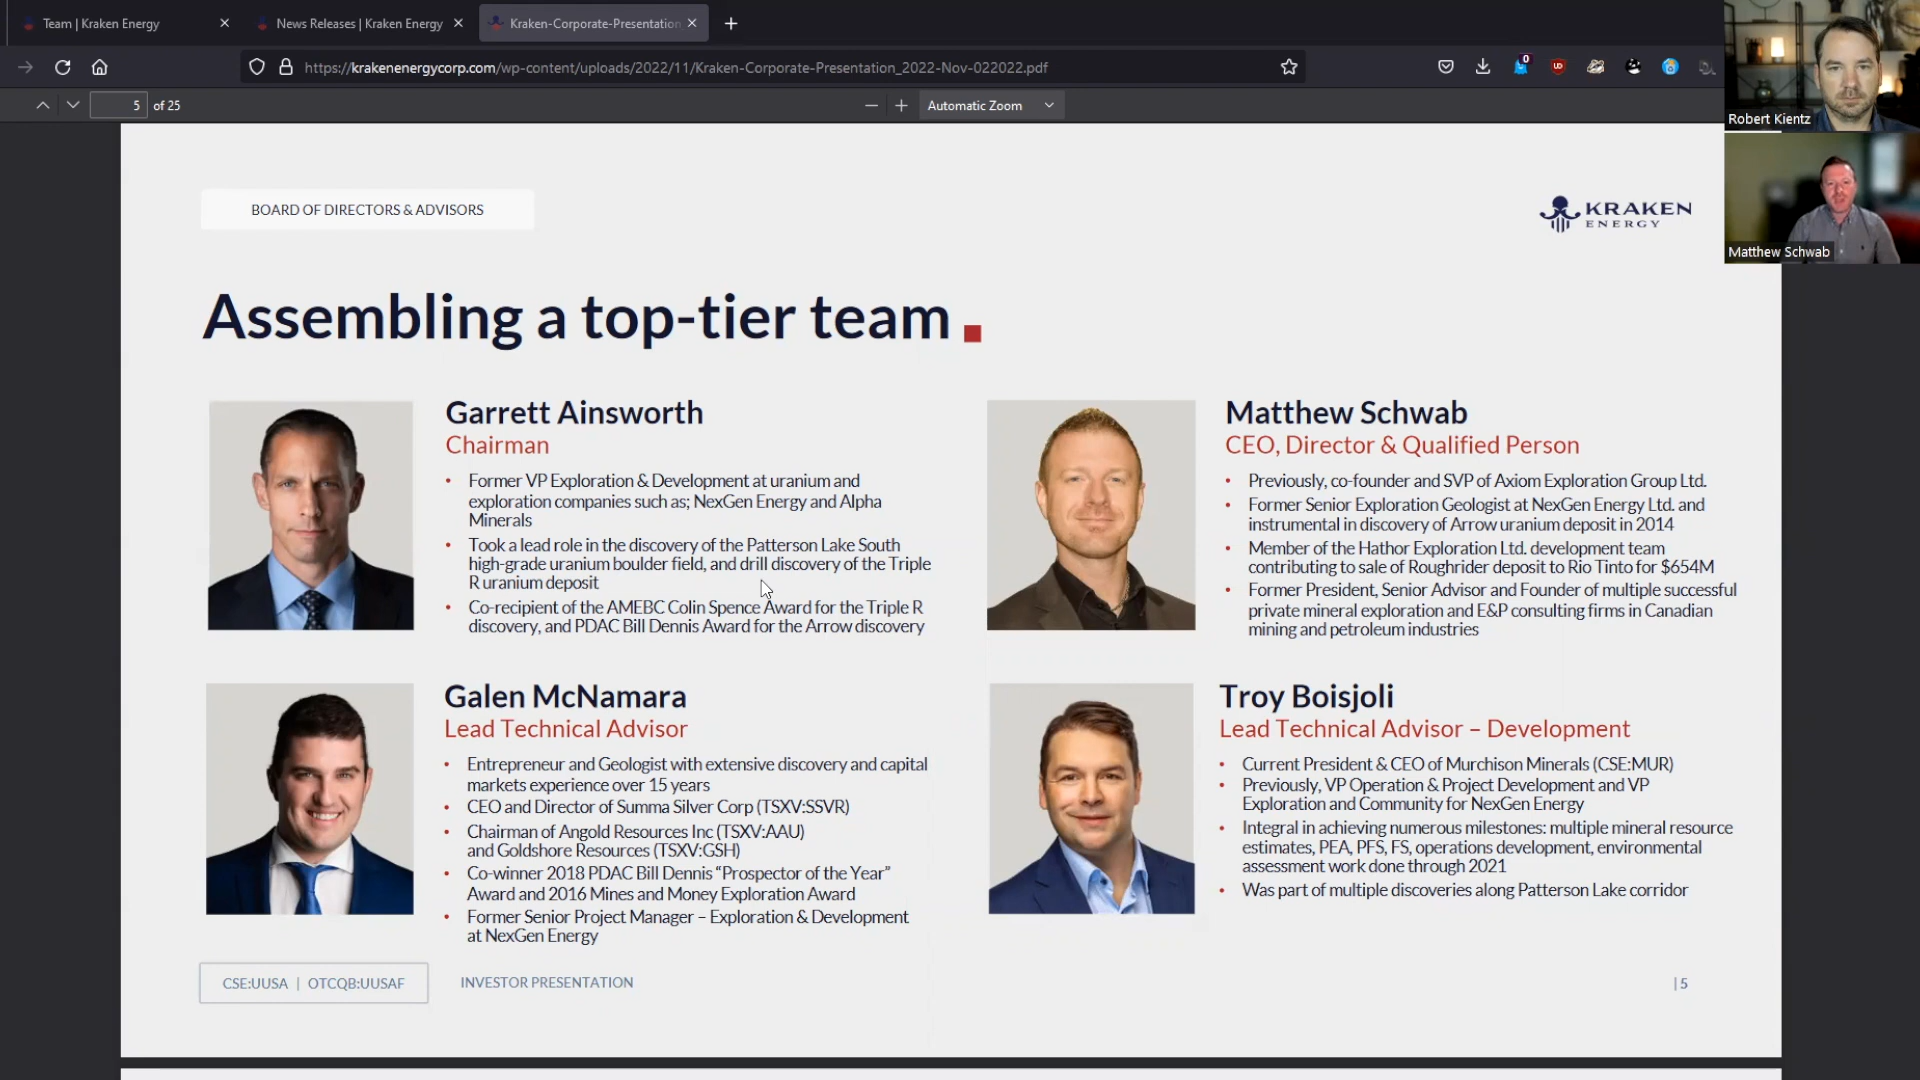 Team | Kraken Energy
News Releases | Kraken Energy
Kraken-Corporate-Presentation
https://krakenenergycorp.com/wp-content/uploads/2022/11/Kraken-Corporate-Presentation_2022-Nov-022022.pdf
0
UD
5 of 25
Automatic Zoom
Robert Kientz
Matthew Schwab
BOARD OF DIRECTORS & ADVISORS
KRAKEN
ENERGY
Assembling a top-tier team
Garrett Ainsworth
Chairman
• Former VP Exploration & Development at uranium and
exploration companies such as; NexGen Energy and Alpha
Minerals
• Took a lead role in the discovery of the Patterson Lake South
high-grade uranium boulder field, and drill discovery of the Triple
R uranium deposit
• Co-recipient of the AMEBC Colin Spence Award for the Triple R
discovery, and PDAC Bill Dennis Award for the Arrow discovery
Matthew Schwab
CEO, Director & Qualified Person
• Previously, co-founder and SVP of Axiom Exploration Group Ltd.
• Former Senior Exploration Geologist at NexGen Energy Ltd. and
instrumental in discovery of Arrow uranium deposit in 2014
• Member of the Hathor Exploration Ltd. development team
contributing to sale of Roughrider deposit to Rio Tinto for $654M
• Former President, Senior Advisor and Founder of multiple successful
private mineral exploration and E&P consulting firms in Canadian
mining and petroleum industries
Galen McNamara
Lead Technical Advisor
• Entrepreneur and Geologist with extensive discovery and capital
markets experience over 15 years
• CEO and Director of Summa Silver Corp (TSXV:SSVR)
• Chairman of Angold Resources Inc (TSXV:AAU)
and Goldshore Resources (TSXV:GSH)
• Co-winner 2018 PDAC Bill Dennis “Prospector of the Year”
Award and 2016 Mines and Money Exploration Award
• Former Senior Project Manager – Exploration & Development
at NexGen Energy
Troy Boisjoli
Lead Technical Advisor – Development
• Current President & CEO of Murchison Minerals (CSE:MUR)
• Previously, VP Operation & Project Development and VP
Exploration and Community for NexGen Energy
• Integral in achieving numerous milestones: multiple mineral resource
estimates, PEA, PFS, FS, operations development, environmental
assessment work done through 2021
• Was part of multiple discoveries along Patterson Lake corridor
CSE:UUSA | OTCQB:UUSAF
INVESTOR PRESENTATION
| 5